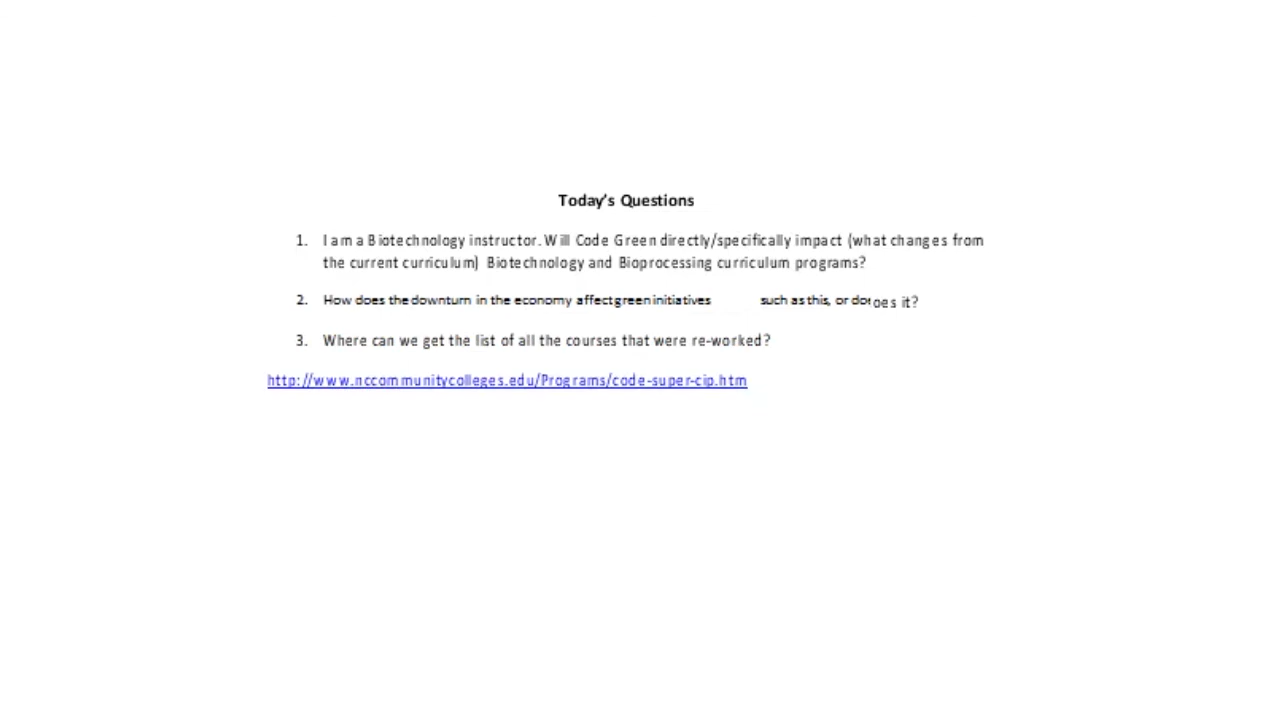 Today's Questions
1. I am a Biotechnology instructor. Will Code Green directly/specifically impact (what changes from
the current curriculum) Biotechnology and Bioprocessing curriculum programs?
2. How does the downturn in the economy affect green initiatives such as this, or does it?
3. Where can we get the list of all the courses that were re-worked?
http://www.nccommunitycolleges.edu/Programs/code-super-cip.htm